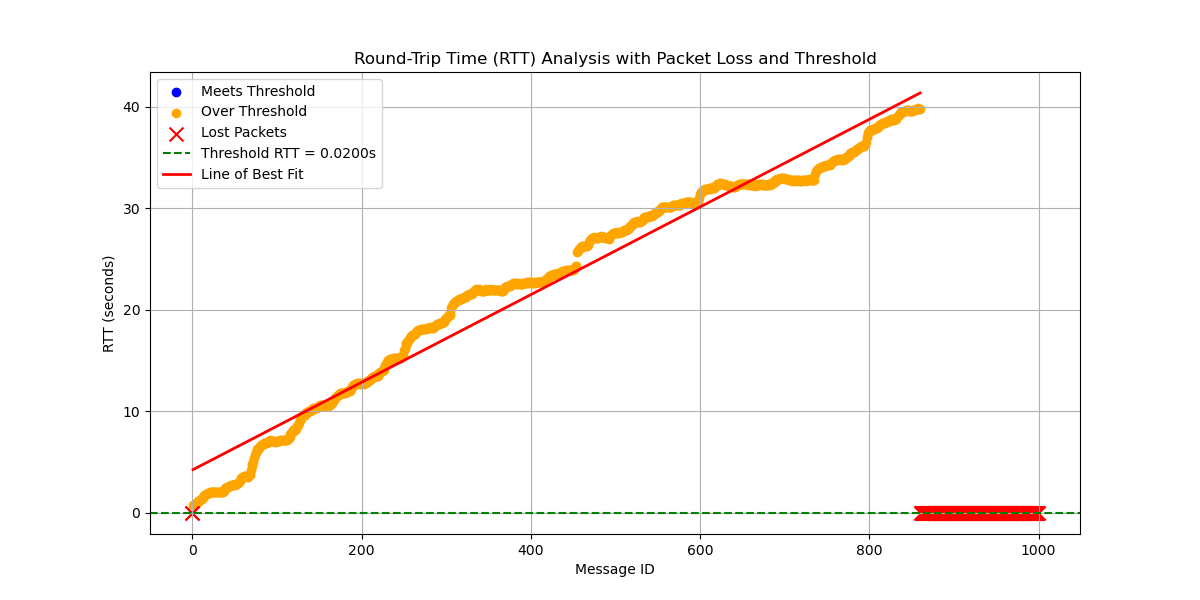 Round-Trip Time (RTT) Analysis with Packet Loss and Threshold
Meets Threshold
Over Threshold
Lost Packets
Threshold RTT = 0.0200s
Line of Best Fit
RTT (seconds)
40
30
20
10
0
0 200 400 600 800 1000
Message ID